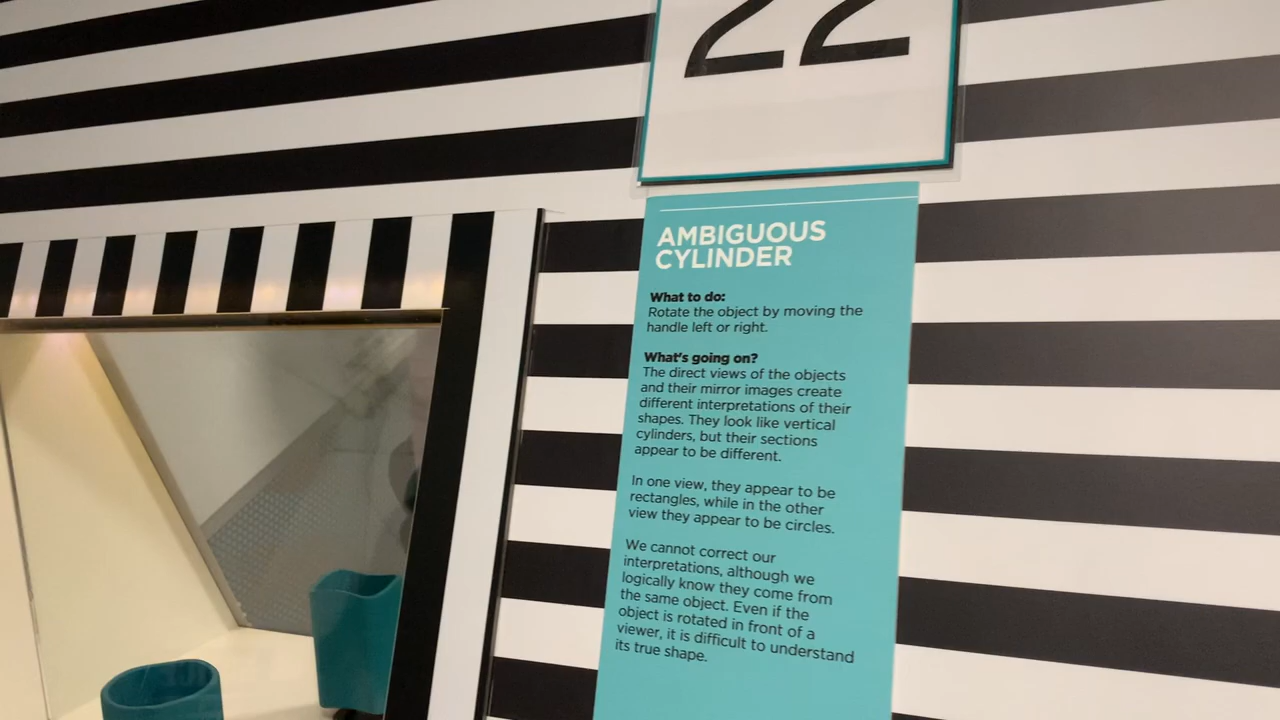 22
AMBIGUOUS
CYLINDER
What to do:
Rotate the object by moving the
handle left or right.
What's going on?
The direct views of the objects
and their mirror images create
different interpretations of their
shapes. They look like vertical
cylinders, but their sections
appear to be different.
In one view, they appear to be
rectangles, while in the other
view they appear to be circles.
We cannot correct our
interpretations, although we
logically know they come from
the same object. Even if the
object is rotated in front of a
viewer, it is difficult to understand
its true shape.